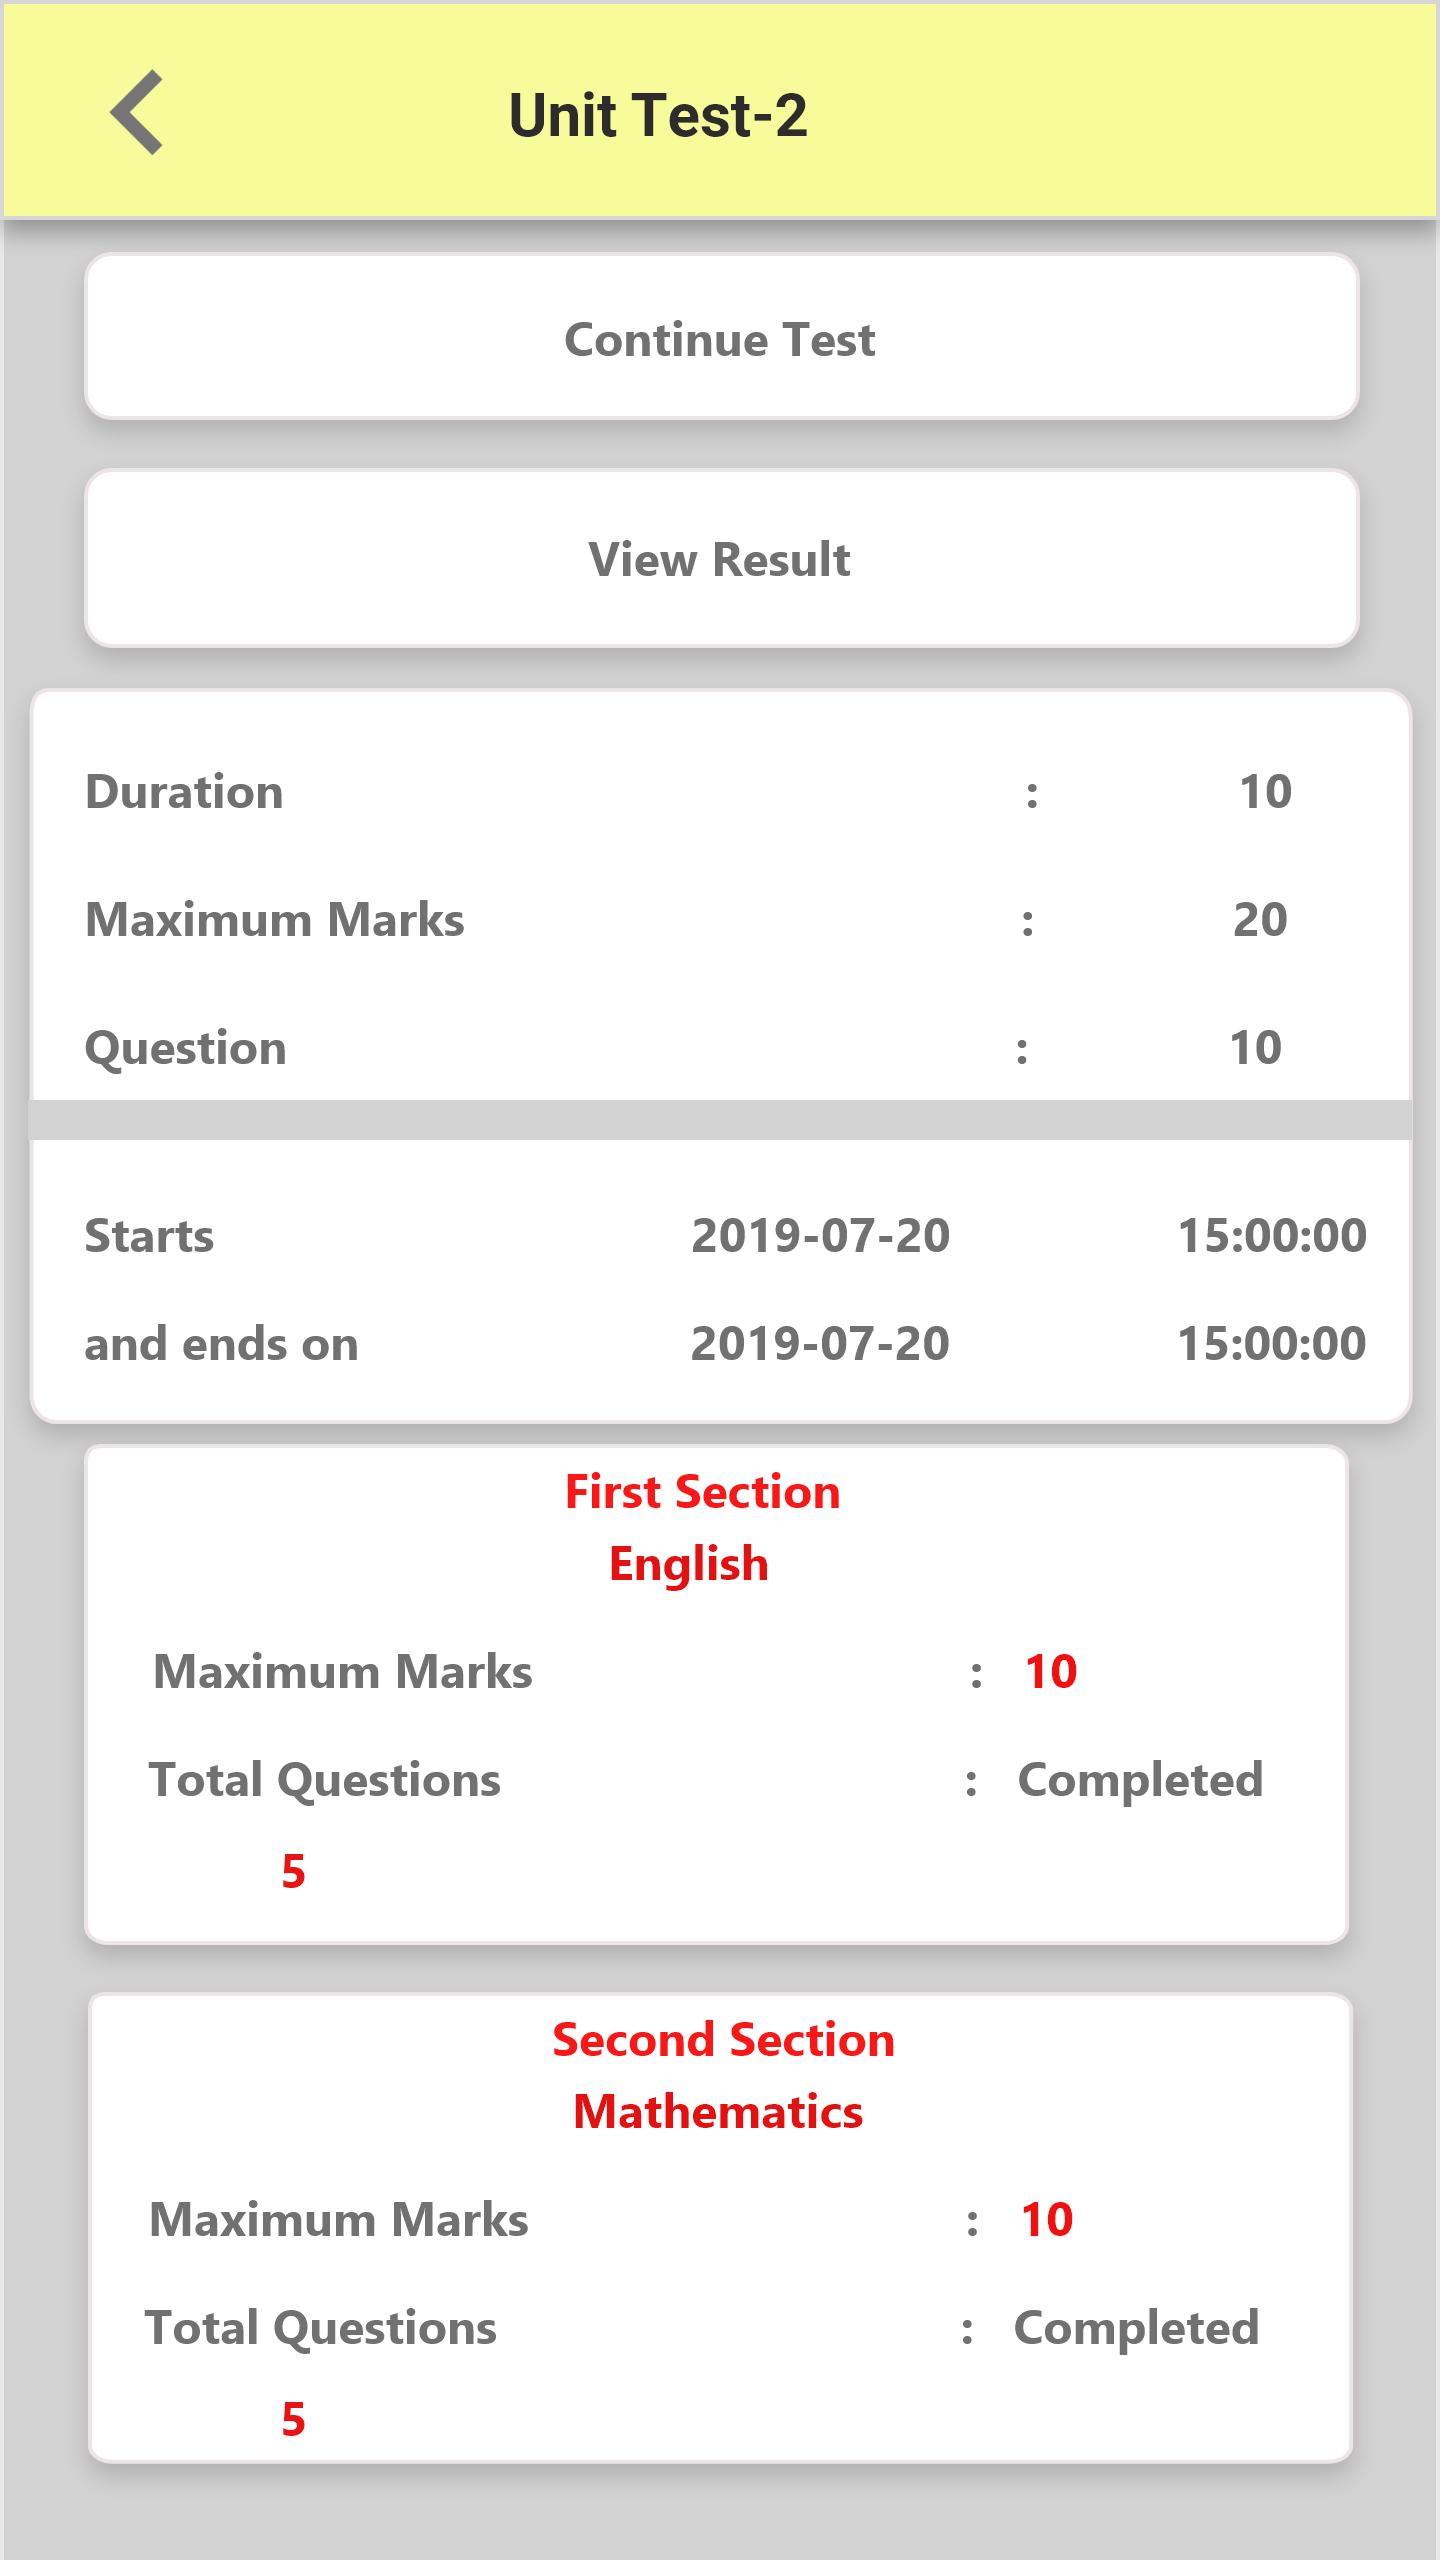 Unit Test-2
Continue Test
View Result
Duration : 10
Maximum Marks : 20
Question : 10
Starts 2019-07-20 15:00:00
and ends on 2019-07-20 15:00:00
First Section
English
Maximum Marks : 10
Total Questions : Completed
5
Second Section
Mathematics
Maximum Marks : 10
Total Questions : Completed
5